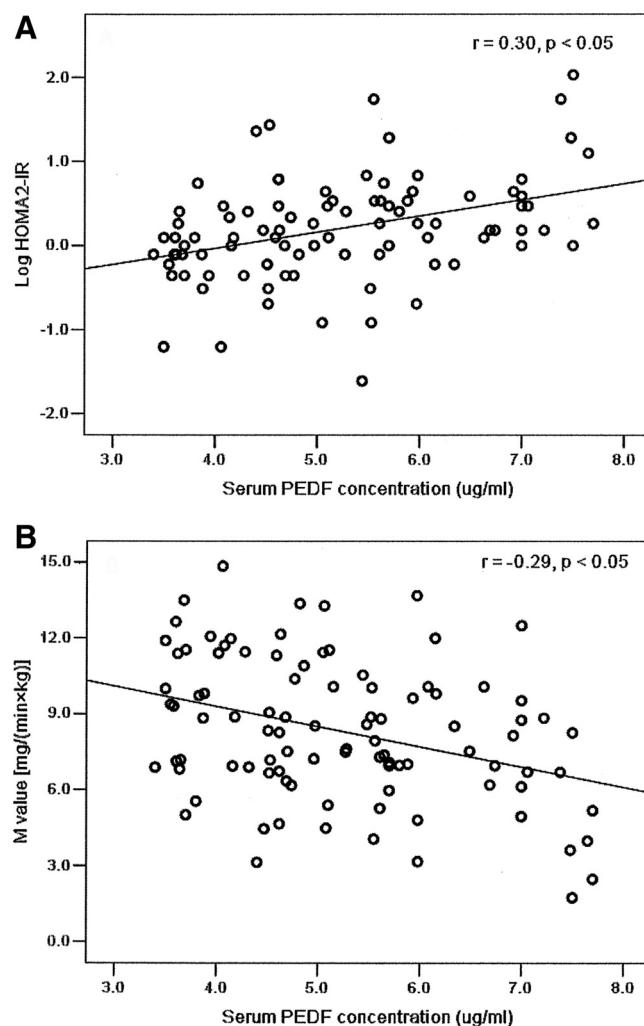 A
r = 0.30, p < 0.05
Log HOMA2-IR
2.0
1.0
0.0
-1.0
-2.0
3.0 4.0 5.0 6.0 7.0 8.0
Serum PEDF concentration (ug/ml)
B
r = -0.29, p < 0.05
M value [mg/(min×kg)]
15.0
12.0
9.0
6.0
3.0
0.0
3.0 4.0 5.0 6.0 7.0 8.0
Serum PEDF concentration (ug/ml)